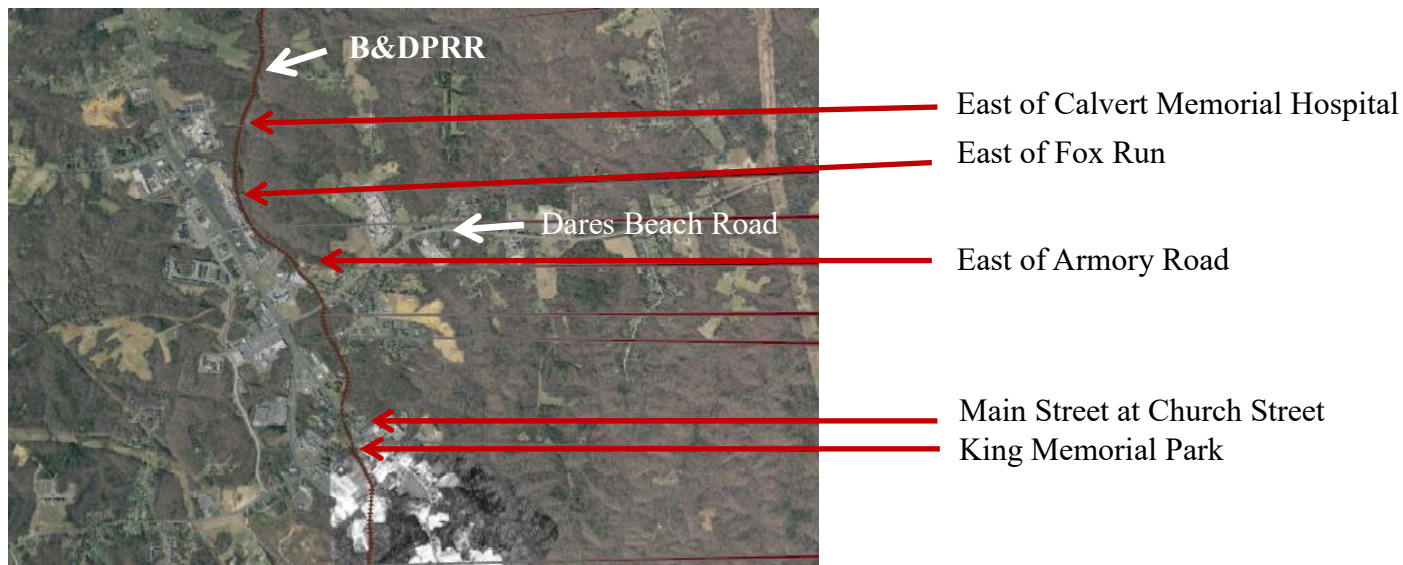 B&DPRR
East of Calvert Memorial Hospital
East of Fox Run
Dares Beach Road
East of Armory Road
Main Street at Church Street
King Memorial Park